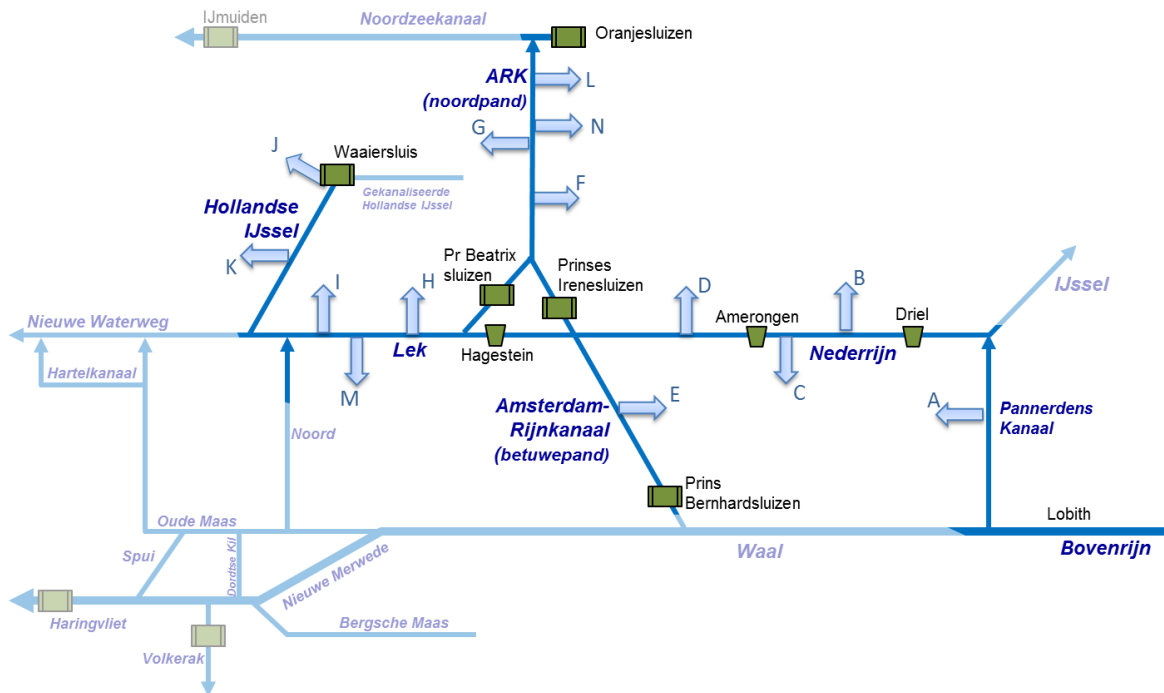 IJmuiden
Noordzeekanaal
Oranjesluizen
ARK
(noordpand)
L
G
N
J
Waaiersluis
F
Gekanaliseerde
Hollandse IJssel
Hollandse
IJssel
K
Pr Beatrix
sluizen
Prinses
Irenesluizen
I
H
D
B
IJssel
Nieuwe Waterweg
Amerongen
Driel
Lek
Hagestein
Nederrijn
Hartelkanaal
M
C
E
A
Amsterdam-
Rijnkanaal
(betuwepand)
Pannerdens
Kanaal
Noord
Prins
Bernhardsluizen
Lobith
Oude Maas
Waal
Bovenrijn
Spui
Dordtse Kil
Nieuwe Merwede
Haringvliet
Bergsche Maas
Volkerak